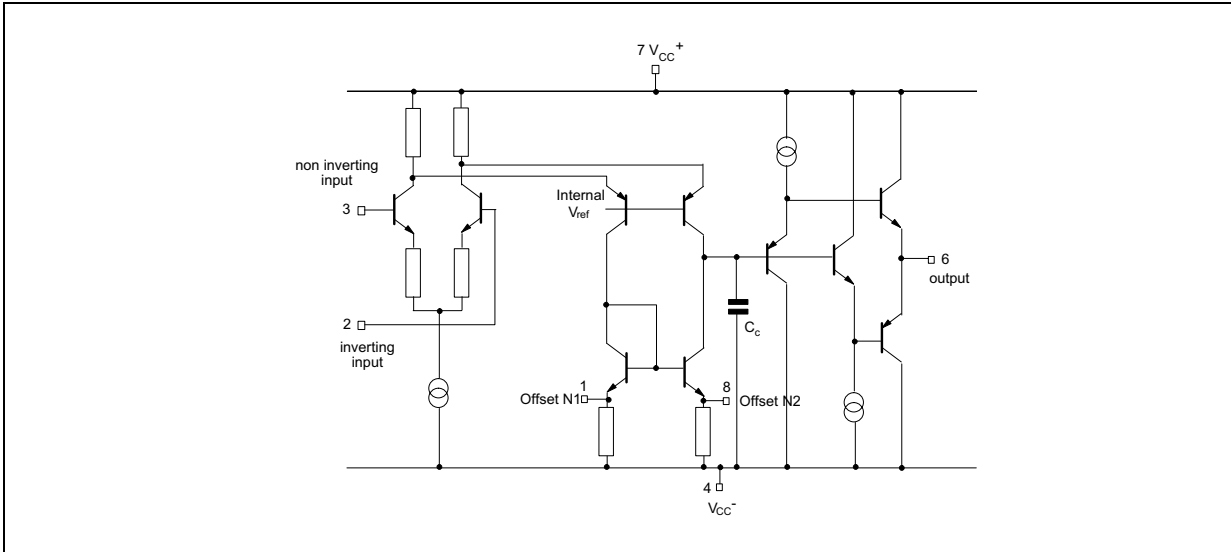 7 VCC+
non inverting
input
3
Internal
Vref
6
output
2
inverting
input
Cc
1
Offset N1
8
Offset N2
4
VCC-